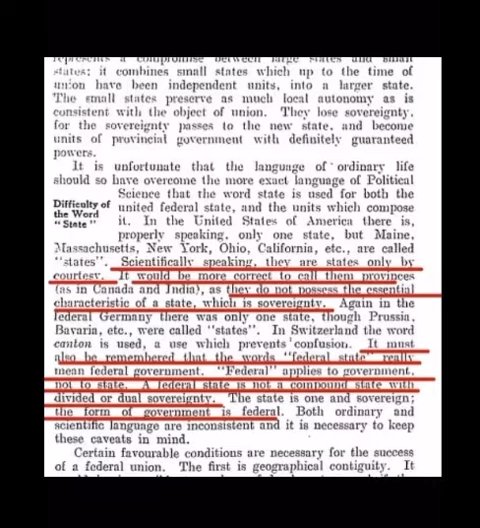 represents a compromise between large states and small
states; it combines small states which up to the time of
union have been independent units, into a larger state.
The small states preserve as much local autonomy as is
consistent with the object of union. They lose sovereignty,
for the sovereignty passes to the new state, and become
units of provincial government with definitely guaranteed
powers.
It is unfortunate that the language of ordinary life
should so have overcome the more exact language of Political
Science that the word state is used for both the
Difficulty of the Word "State"
united federal state, and the units which compose
it. In the United States of America there is,
properly speaking, only one state, but Maine,
Massachusetts, New York, Ohio, California, etc., are called
"states". Scientifically speaking, they are states only by
courtesy. It would be more correct to call them provinces
(as in Canada and India), as they do not possess the essential
characteristic of a state, which is sovereignty. Again in the
federal Germany there was only one state, though Prussia,
Bavaria, etc., were called "states". In Switzerland the word
canton is used, a use which prevents confusion. It must
also be remembered that the words "federal state" really
mean federal government. "Federal" applies to government,
not to state. A federal state is not a compound state with
divided or dual sovereignty. The state is one and sovereign;
the form of government is federal. Both ordinary and
scientific language are inconsistent and it is necessary to keep
these caveats in mind.
Certain favourable conditions are necessary for the success
of a federal union. The first is geographical contiguity. It